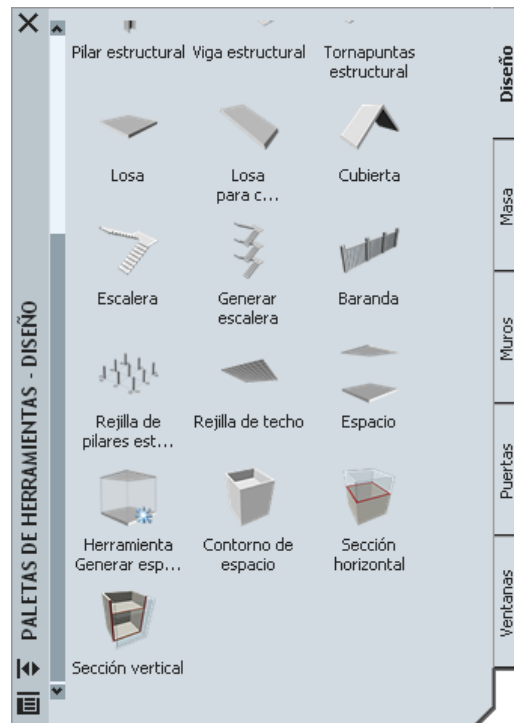 Pilar estructural Viga estructural Tornapuntas
estructural
Losa Losa Cubierta
para c...
Escalera Generar Baranda
escalera
Rejilla de Rejilla de techo Espacio
pilares est...
Herramienta Contorno de Sección
Generar esp... espacio horizontal
Sección vertical
PALETAS DE HERRAMIENTAS - DISEÑO
Diseño
Masa
Muros
Puertas
Ventanas